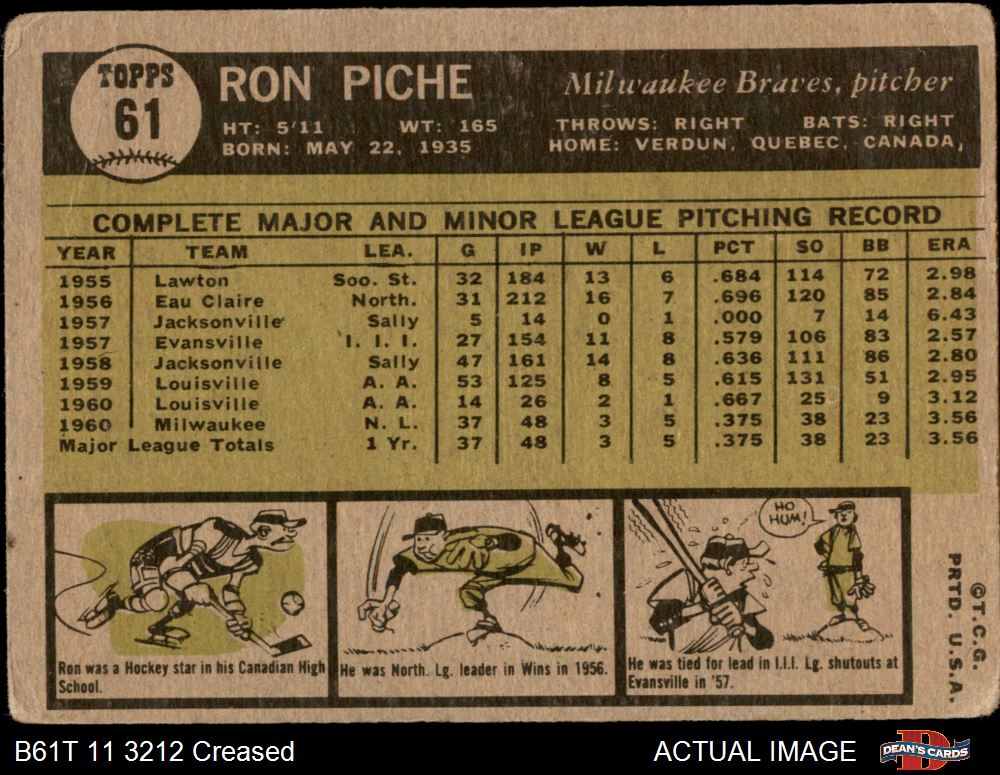 TOPPS
61
RON PICHE
Milwaukee Braves, pitcher
HT: 5'11 WT: 165 THROWS: RIGHT BATS: RIGHT
BORN: MAY 22, 1935 HOME: VERDUN, QUEBEC, CANADA,
COMPLETE MAJOR AND MINOR LEAGUE PITCHING RECORD
YEAR TEAM LEA. G IP W L PCT SO BB ERA
1955 Lawton Soo. St. 32 184 13 6 .684 114 72 2.98
1956 Eau Claire North. 31 212 16 7 .696 120 85 2.84
1957 Jacksonville Sally 5 14 0 1 .000 7 14 6.43
1957 Evansville I. I. I. 27 154 11 8 .579 106 83 2.57
1958 Jacksonville Sally 47 161 14 8 .636 111 86 2.80
1959 Louisville A. A. 53 125 8 5 .615 131 51 2.95
1960 Louisville A. A. 14 26 2 1 .667 25 9 3.12
1960 Milwaukee N. L. 37 48 3 5 .375 38 23 3.56
Major League Totals 1 Yr. 37 48 3 5 .375 38 23 3.56
Ron was a Hockey star in his Canadian High
School.
He was North. Lg. leader in Wins in 1956.
HO
HUM!
He was tied for lead in I.I.I. Lg. shutouts at
Evansville in '57.
©T.C.G.
PRTD. U.S.A.
B61T 11 3212 Creased
ACTUAL IMAGE
DEAN'S CARDS